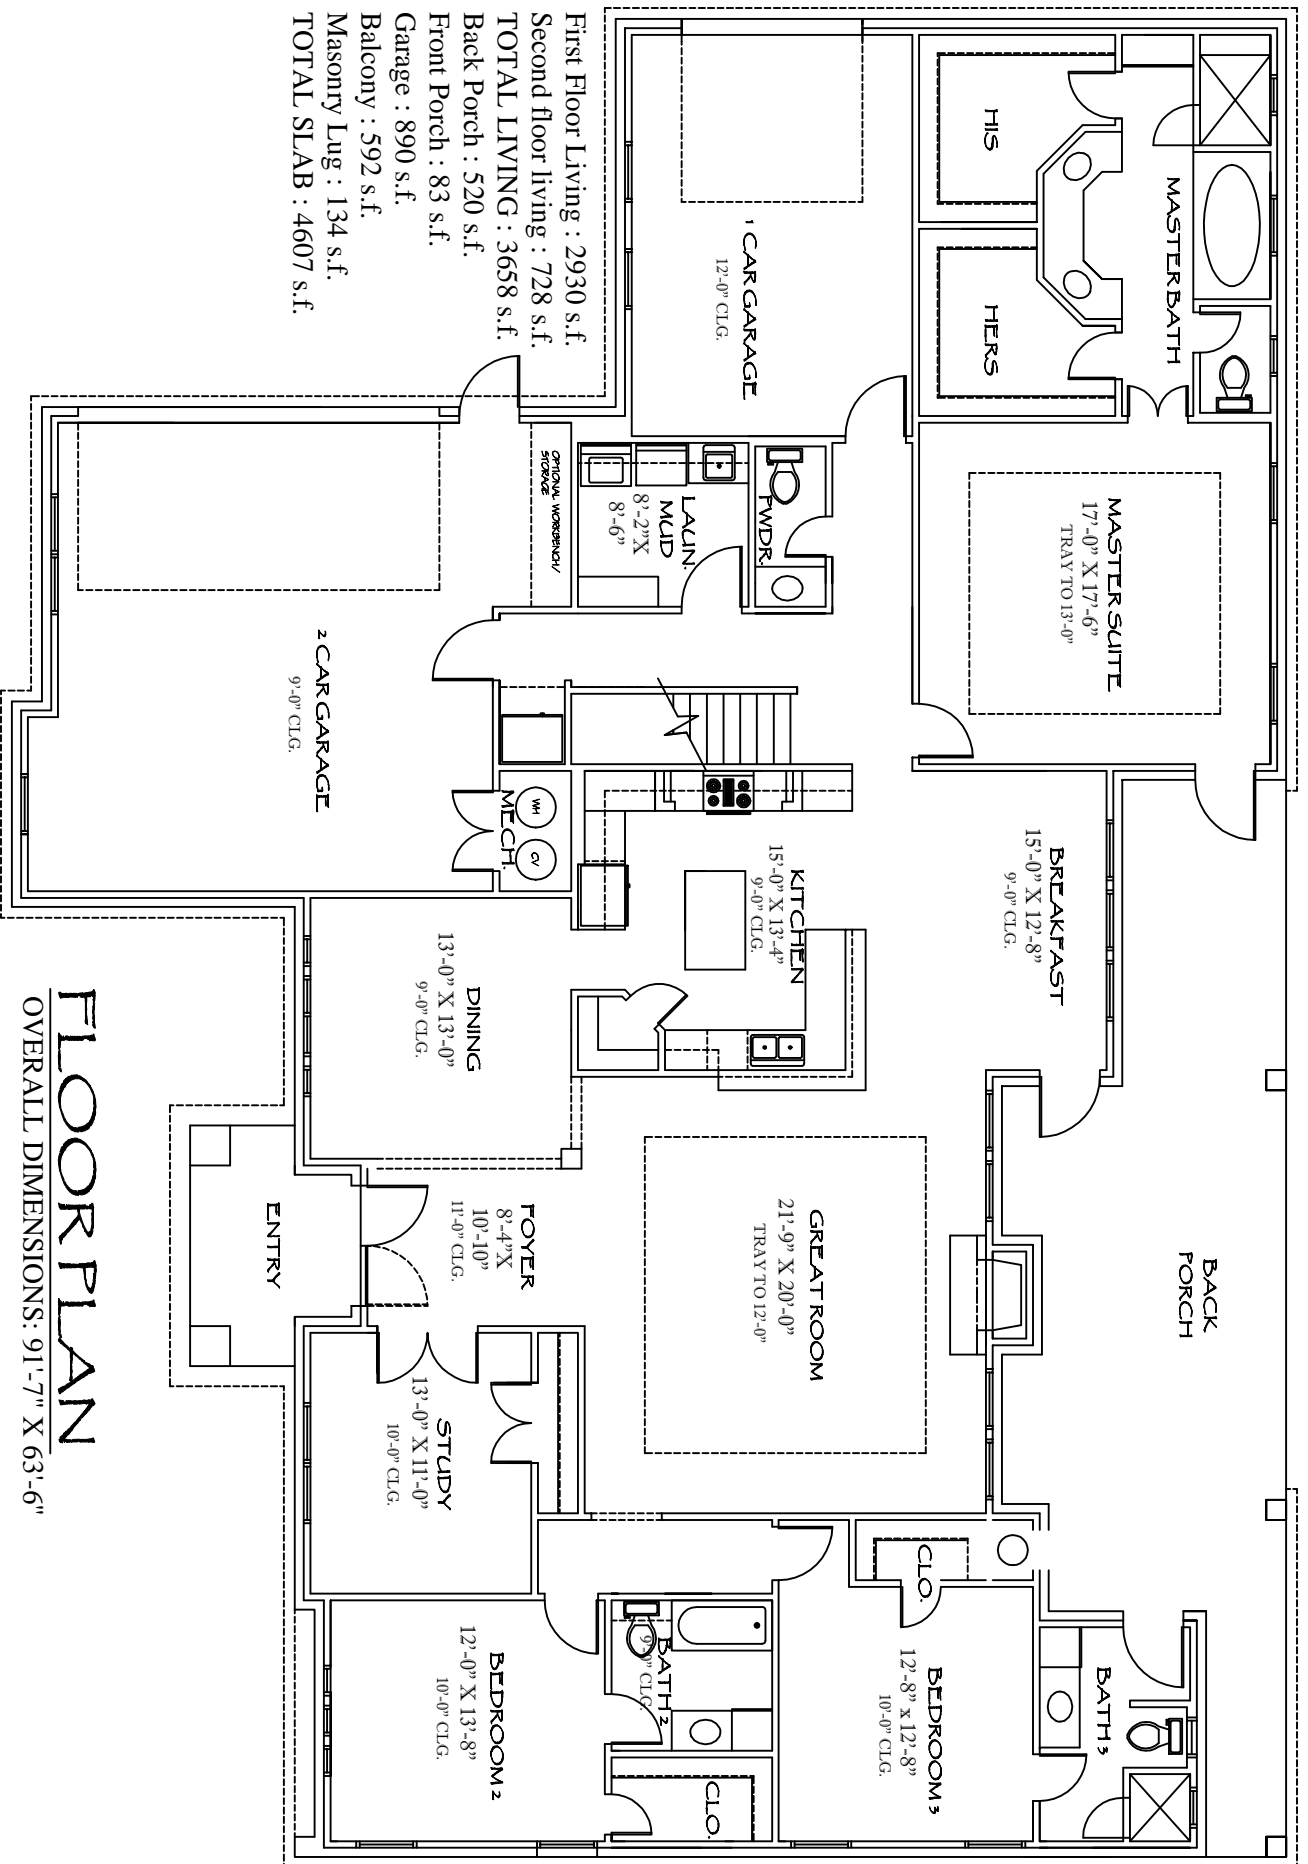 BACK
PORCH
BATH 3
MASTER BATH
HIS
HERS
MASTER SUITE
17'-0" X 17'-6"
TRAY TO 13'-0"
BREAKFAST
15'-0" X 12'-8"
9'-0" CLG.
GREAT ROOM
21'-9" X 20'-0"
TRAY TO 12'-0"
CLO.
BEDROOM 3
12'-8" x 12'-8"
10'-0" CLG.
1 CAR GARAGE
12'-0" CLG.
PWDR.
LAUN.
MUD
8'-2"X
8'-6"
KITCHEN
15'-0" X 13'-4"
9'-0" CLG.
BATH 2
9'-0" CLG.
CLO.
OPTIONAL WORKBENCH/
STORAGE
WH
GV
MECH.
DINING
13'-0" X 13'-0"
9'-0" CLG.
FOYER
8'-4"X
10'-10"
11'-0" CLG.
STUDY
13'-0" X 11'-0"
10'-0" CLG.
BEDROOM 2
12'-0" X 13'-8"
10'-0" CLG.
2 CAR GARAGE
9'-0" CLG.
ENTRY
First Floor Living : 2930 s.f.
Second floor living : 728 s.f.
TOTAL LIVING : 3658 s.f.
Back Porch : 520 s.f.
Front Porch : 83 s.f.
Garage : 890 s.f.
Balcony : 592 s.f.
Masonry Lug : 134 s.f.
TOTAL SLAB : 4607 s.f.
FLOOR PLAN
OVERALL DIMENSIONS: 91'-7" X 63'-6"